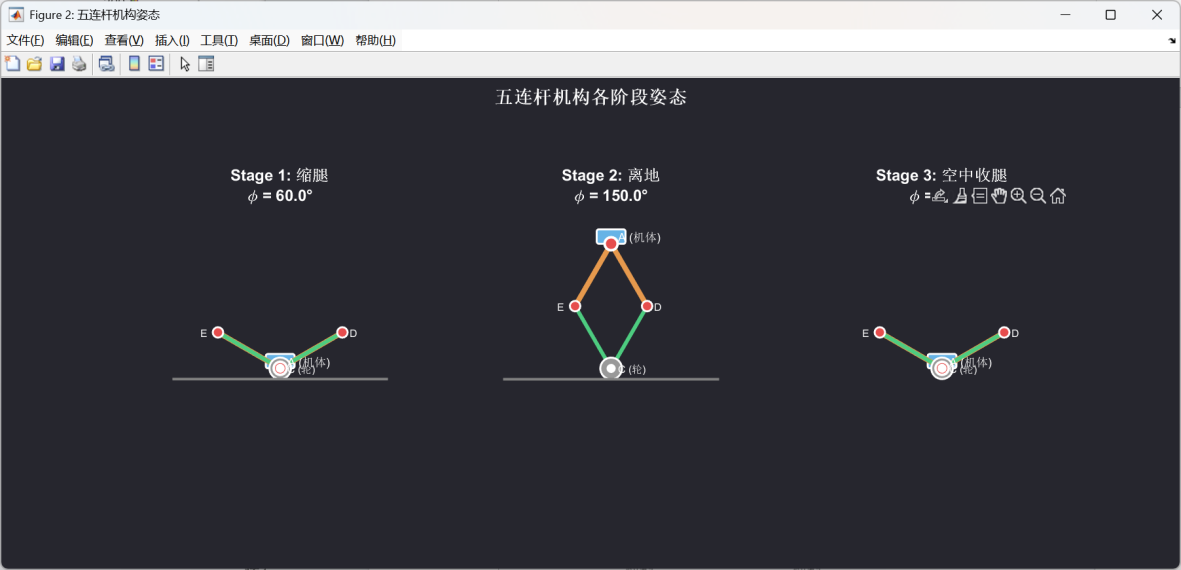 Figure 2: 五连杆机构姿态
文件(F) 编辑(E) 查看(V) 插入(I) 工具(T) 桌面(D) 窗口(W) 帮助(H)
五连杆机构各阶段姿态
Stage 1: 缩腿
ϕ = 60.0°
Stage 2: 离地
ϕ = 150.0°
Stage 3: 空中收腿
ϕ =
A (机体)
E
D
C (轮)
E
D
(机体)
(轮)
E
D
(机体)
(轮)